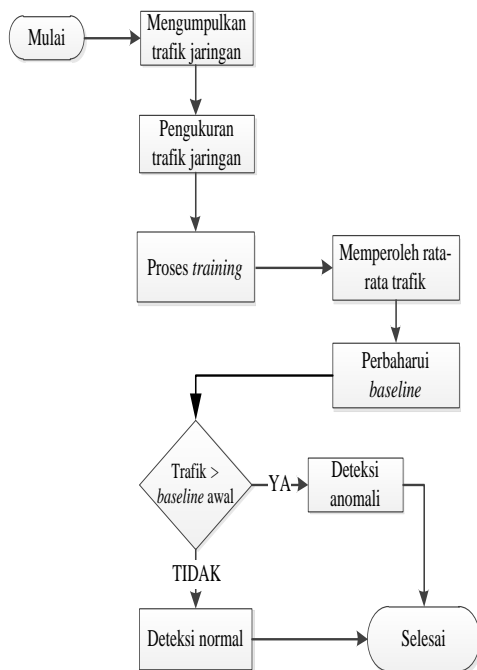 Mulai
Mengumpulkan
trafik jaringan
Pengukuran
trafik jaringan
Proses training
Memperoleh rata-
rata trafik
Perbaharui
baseline
Trafik >
baseline awal
YA
Deteksi
anomali
TIDAK
Deteksi normal
Selesai